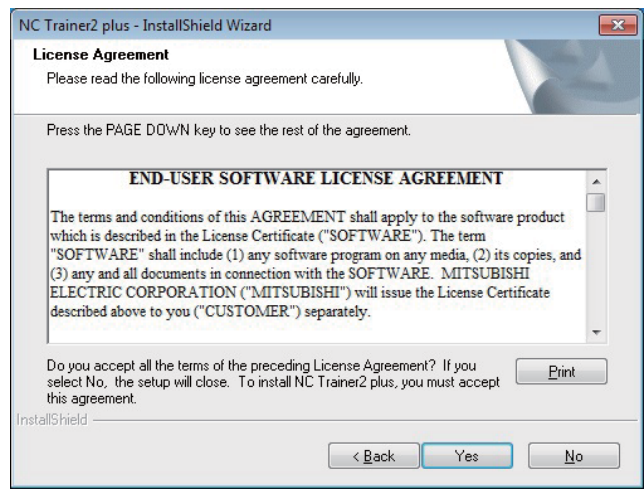 NC Trainer2 plus - InstallShield Wizard
License Agreement
Please read the following license agreement carefully.
Press the PAGE DOWN key to see the rest of the agreement.
END-USER SOFTWARE LICENSE AGREEMENT
The terms and conditions of this AGREEMENT shall apply to the software product
which is described in the License Certificate ("SOFTWARE"). The term
"SOFTWARE" shall include (1) any software program on any media, (2) its copies, and
(3) any and all documents in connection with the SOFTWARE.  MITSUBISHI
ELECTRIC CORPORATION ("MITSUBISHI") will issue the License Certificate
described above to you ("CUSTOMER") separately.
Do you accept all the terms of the preceding License Agreement?  If you
select No,  the setup will close.  To install NC Trainer2 plus, you must accept
this agreement.
Print
InstallShield
< Back
Yes
No